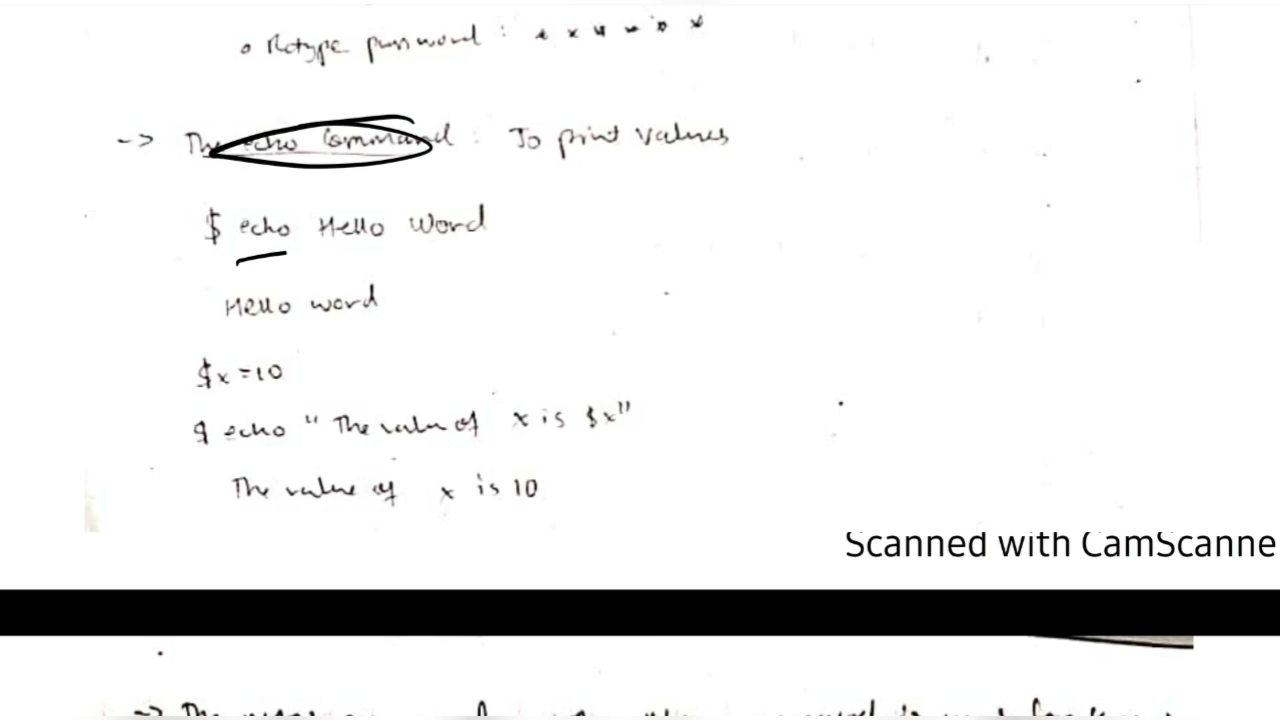 o Retype password : * * * * * *
-> The echo Command : To print values
$ echo Hello Word
Hello word
$x=10
$ echo "The value of x is $x"
The value of x is 10
Scanned with CamScanne
-> The